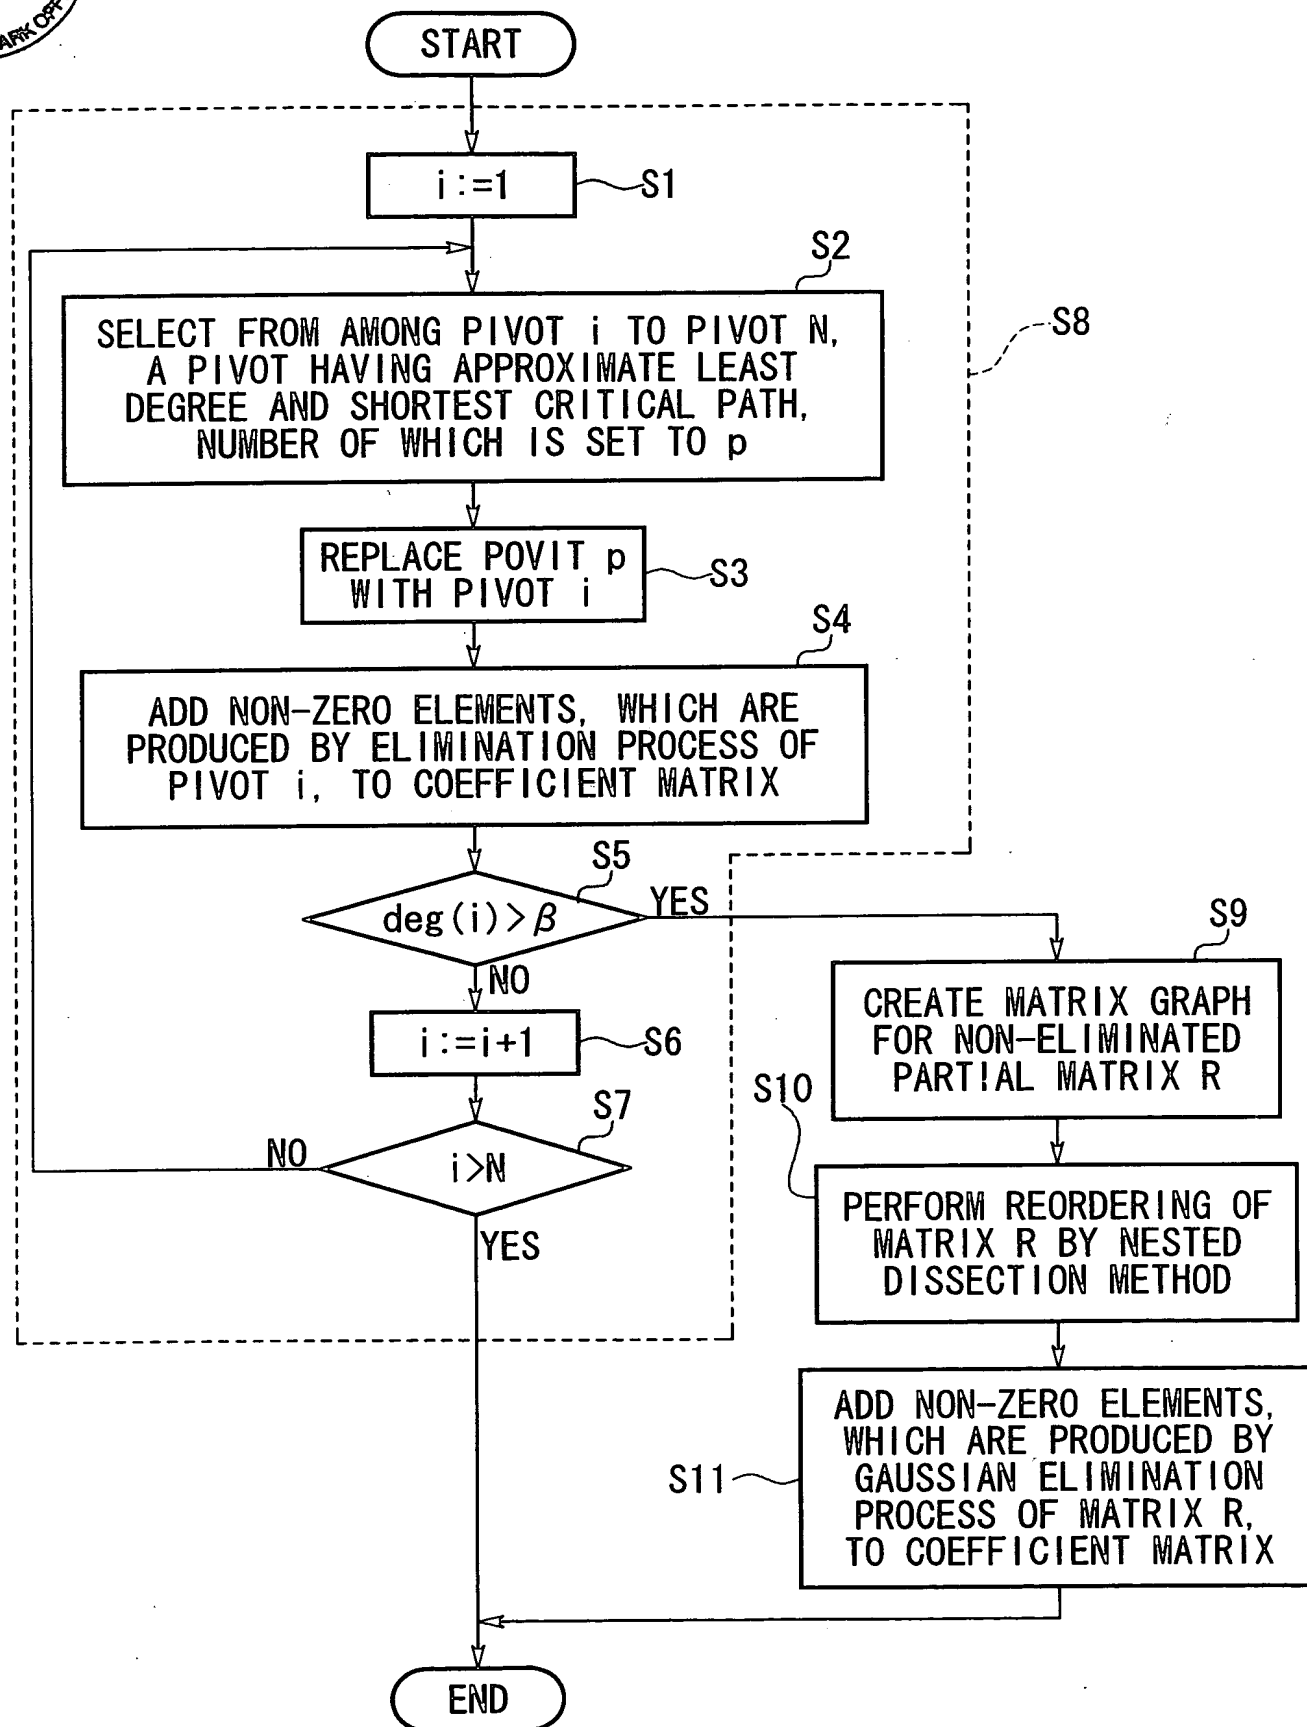 ARK OFF
START
i:=1
S1
S2
SELECT FROM AMONG PIVOT i TO PIVOT N,
A PIVOT HAVING APPROXIMATE LEAST
DEGREE AND SHORTEST CRITICAL PATH,
NUMBER OF WHICH IS SET TO p
S8
REPLACE POVIT p
WITH PIVOT i
S3
S4
ADD NON-ZERO ELEMENTS, WHICH ARE
PRODUCED BY ELIMINATION PROCESS OF
PIVOT i, TO COEFFICIENT MATRIX
S5
deg(i)>β
YES
NO
i:=i+1
S6
S7
i>N
NO
YES
S9
CREATE MATRIX GRAPH
FOR NON-ELIMINATED
PARTIAL MATRIX R
S10
PERFORM REORDERING OF
MATRIX R BY NESTED
DISSECTION METHOD
S11
ADD NON-ZERO ELEMENTS,
WHICH ARE PRODUCED BY
GAUSSIAN ELIMINATION
PROCESS OF MATRIX R,
TO COEFFICIENT MATRIX
END